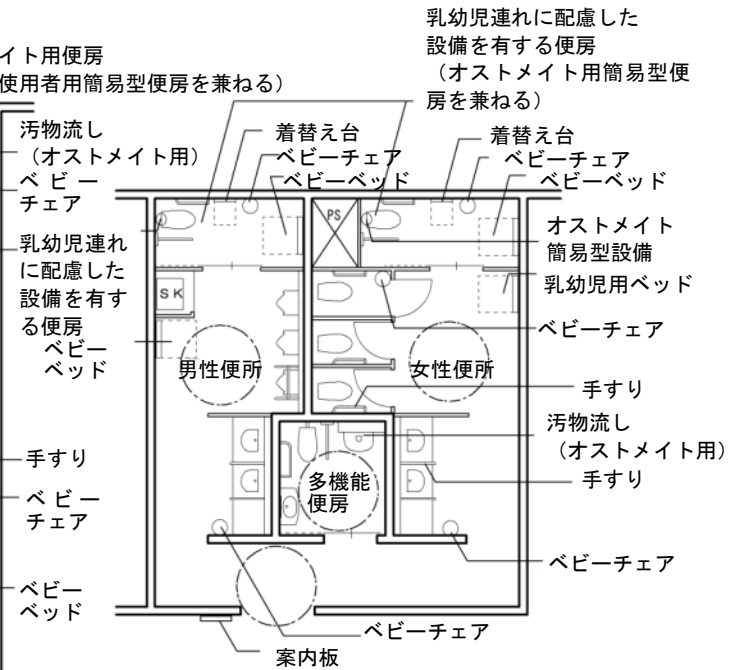 イト用便房
使用者用簡易型便房を兼ねる）
乳幼児連れに配慮した
設備を有する便房
（オストメイト用簡易型便
房を兼ねる）
汚物流し
（オストメイト用）
ベビー
チェア
乳幼児連れ
に配慮した
設備を有す
る便房
ベビー
ベッド
手すり
ベビー
チェア
ベビー
ベッド
着替え台
ベビーチェア
ベビーベッド
着替え台
ベビーチェア
ベビーベッド
PS
SK
オストメイト
簡易型設備
乳幼児用ベッド
ベビーチェア
男性便所
女性便所
手すり
汚物流し
（オストメイト用）
手すり
多機能
便房
ベビーチェア
ベビーチェア
案内板